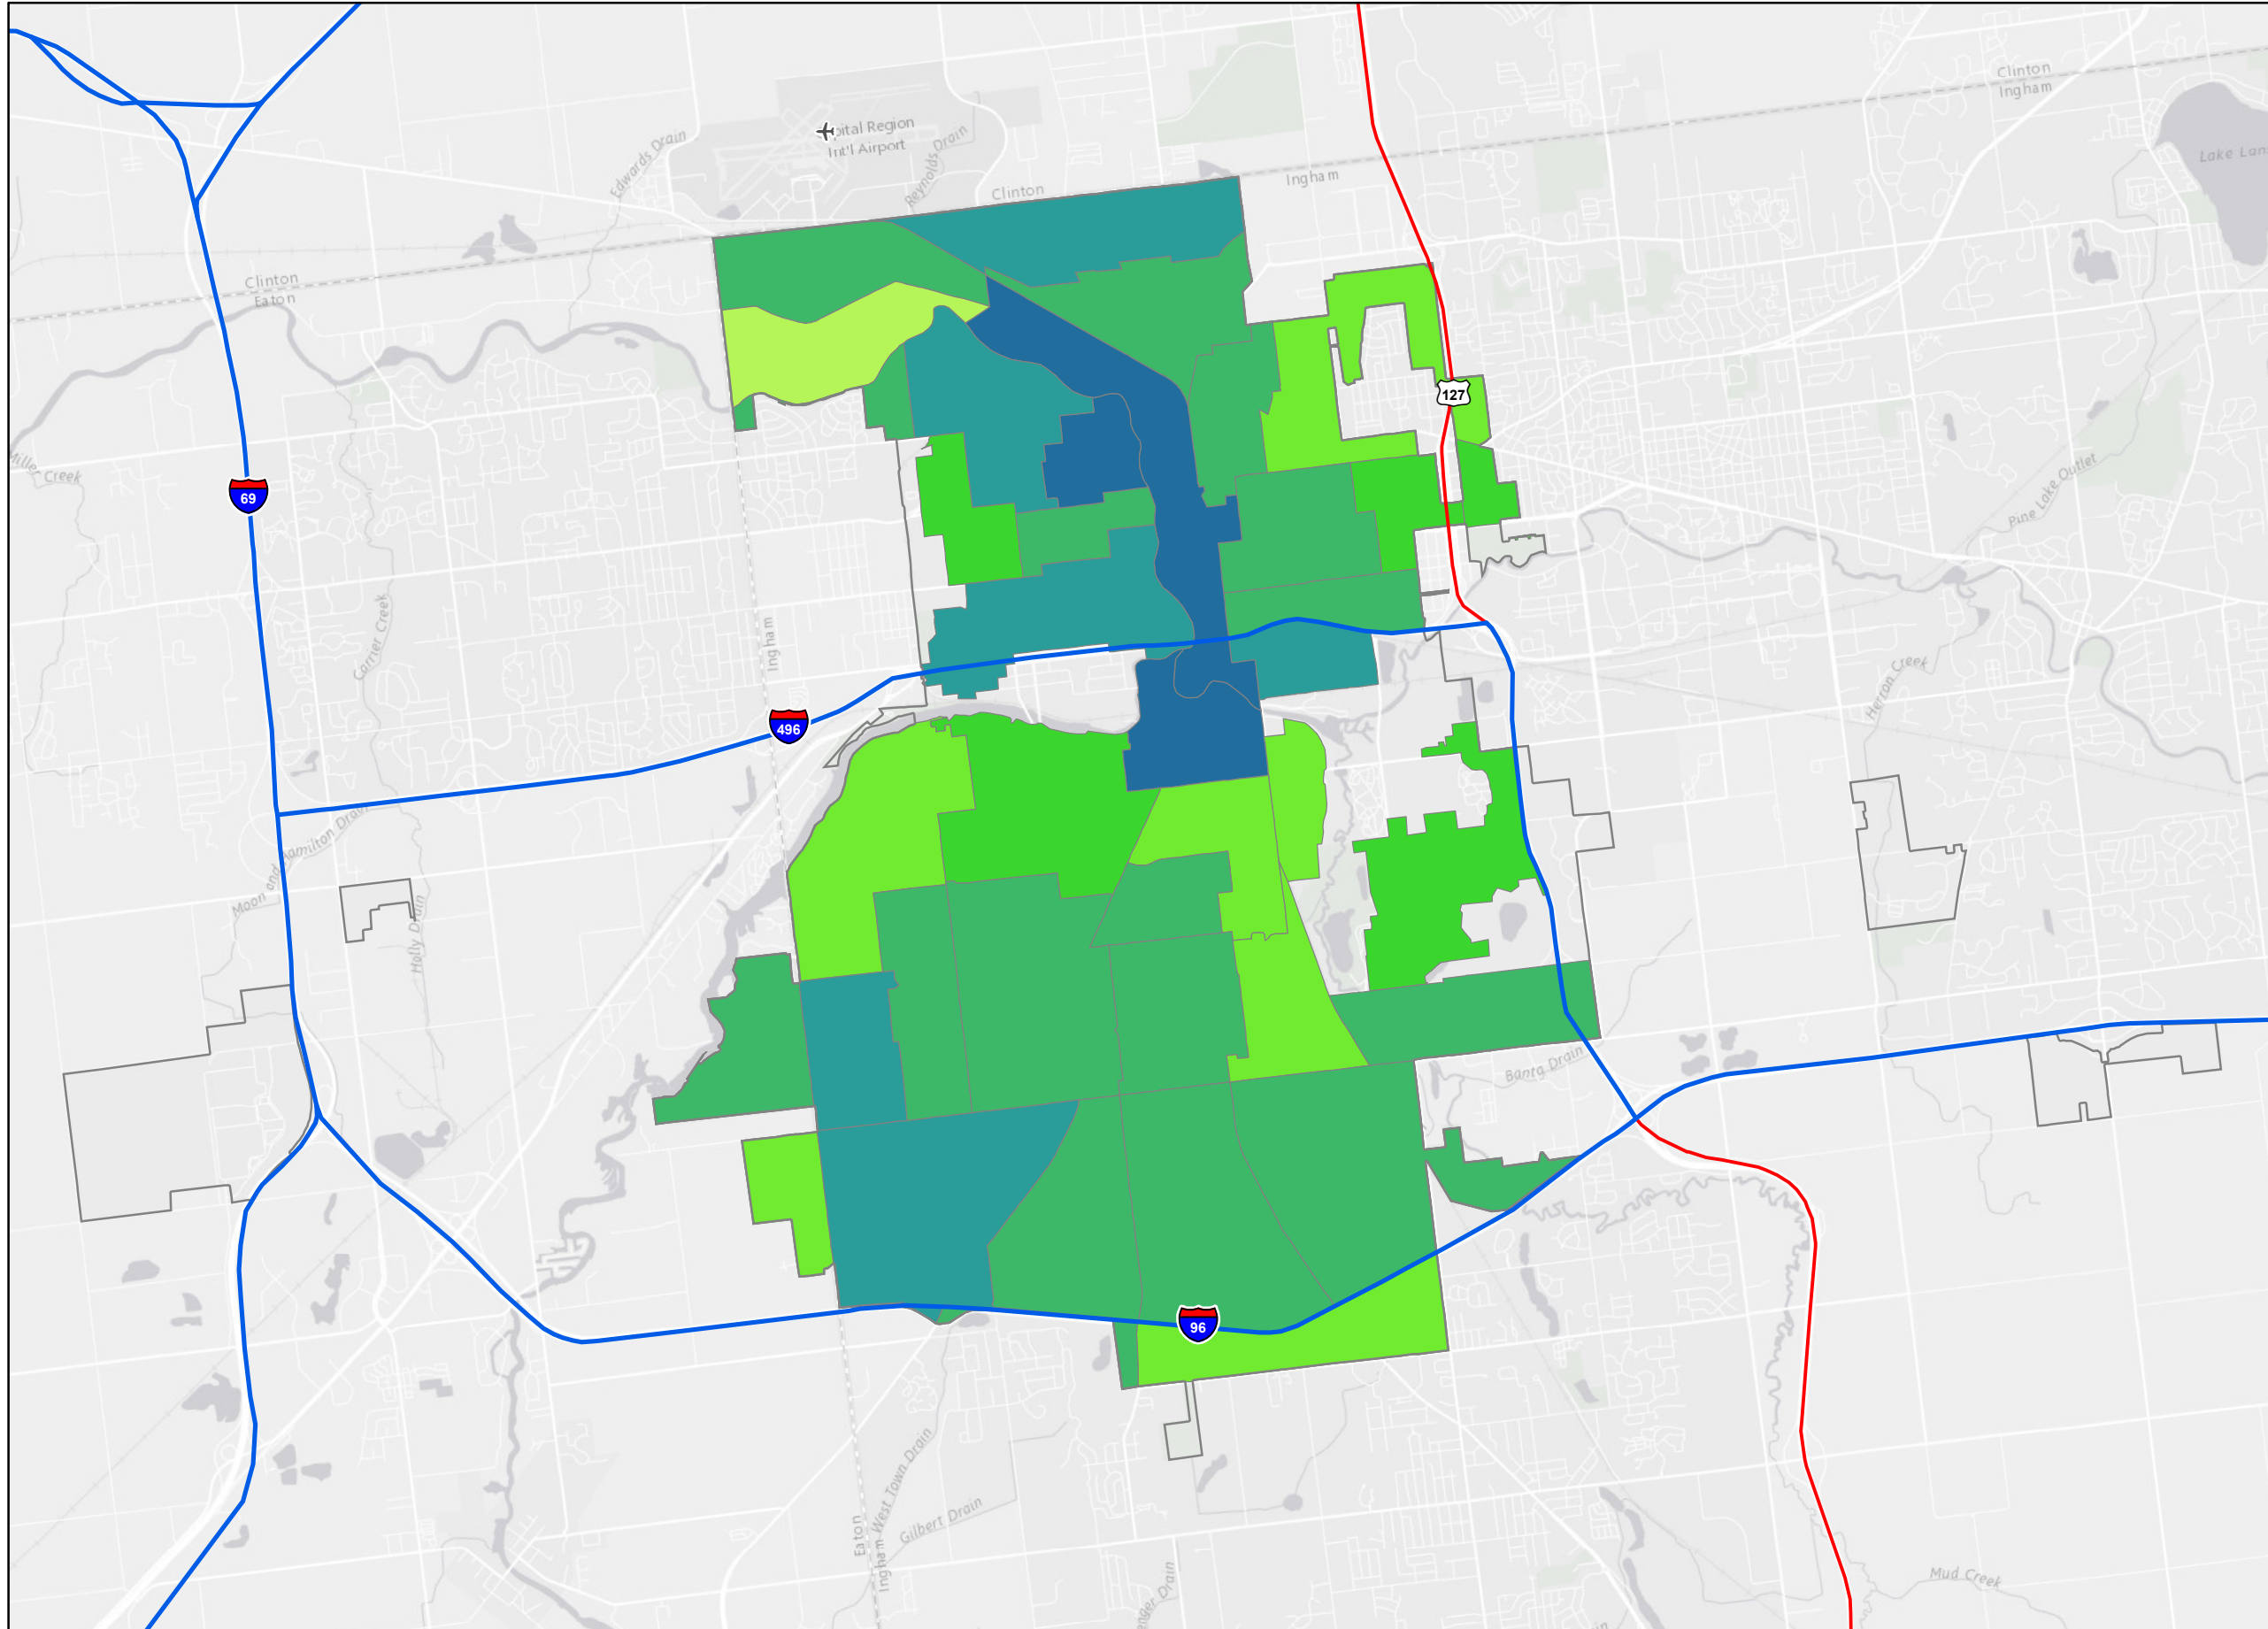 Clinton
Ingham
Lake Lan
pital Region
Int'l Airport
Edwards Drain
Reynolds Drain
Clinton
Ingham
Clinton
Eaton
127
Miller Creek
69
Pine Lake Outlet
Carrier Creek
Ingham
Herron Creek
496
Moon and Hamilton Drain
Holly Drain
Banta Drain
96
West Town Drain
Gilbert Drain
Eaton
Ingham
Mud Creek